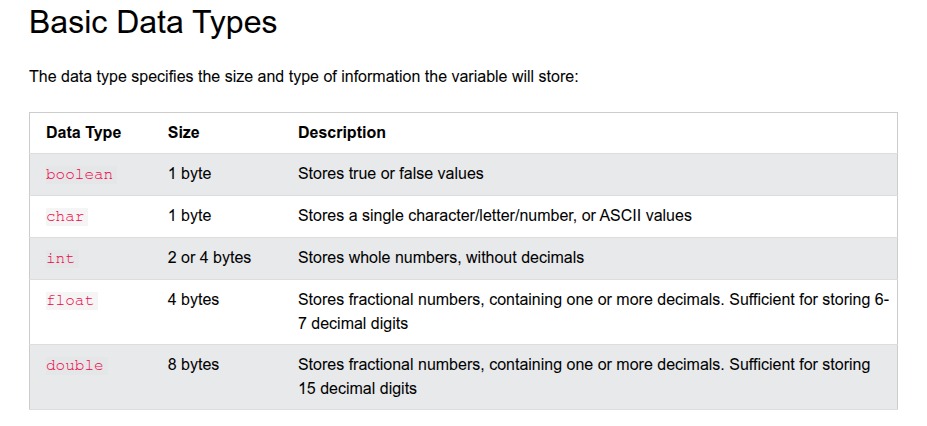 Basic Data Types
The data type specifies the size and type of information the variable will store:
Data Type Size Description
boolean 1 byte Stores true or false values
char 1 byte Stores a single character/letter/number, or ASCII values
int 2 or 4 bytes Stores whole numbers, without decimals
float 4 bytes Stores fractional numbers, containing one or more decimals. Sufficient for storing 6-
7 decimal digits
double 8 bytes Stores fractional numbers, containing one or more decimals. Sufficient for storing
15 decimal digits